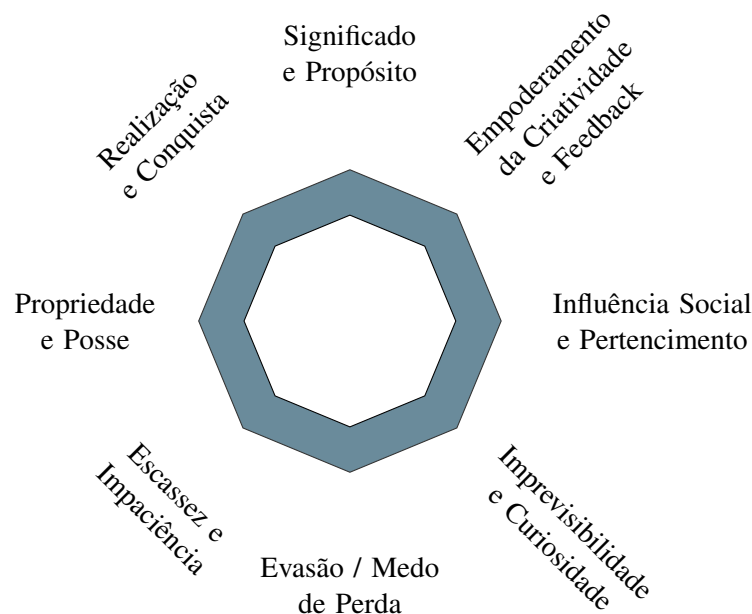 Significado
e Propósito
Empoderamento
da Criatividade
e Feedback
Realização
e Conquista
Propriedade
e Posse
Influência Social
e Pertencimento
Escassez e
Impaciência
Imprevisibilidade
e Curiosidade
Evasão / Medo
de Perda